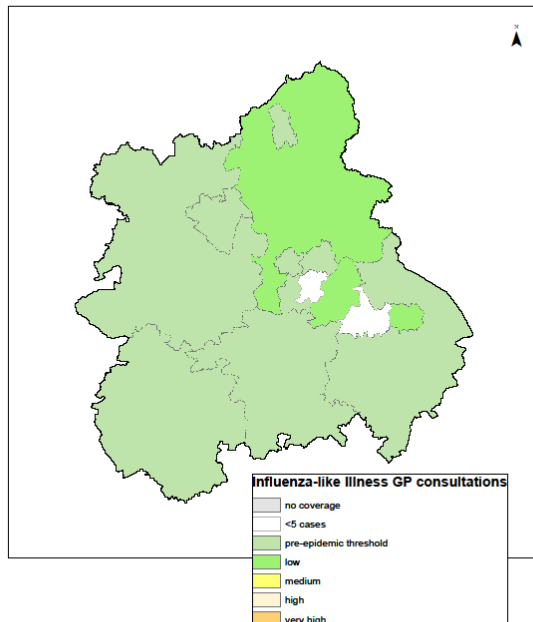 N
Influenza-like Illness GP consultations
no coverage
<5 cases
pre-epidemic threshold
low
medium
high
very high